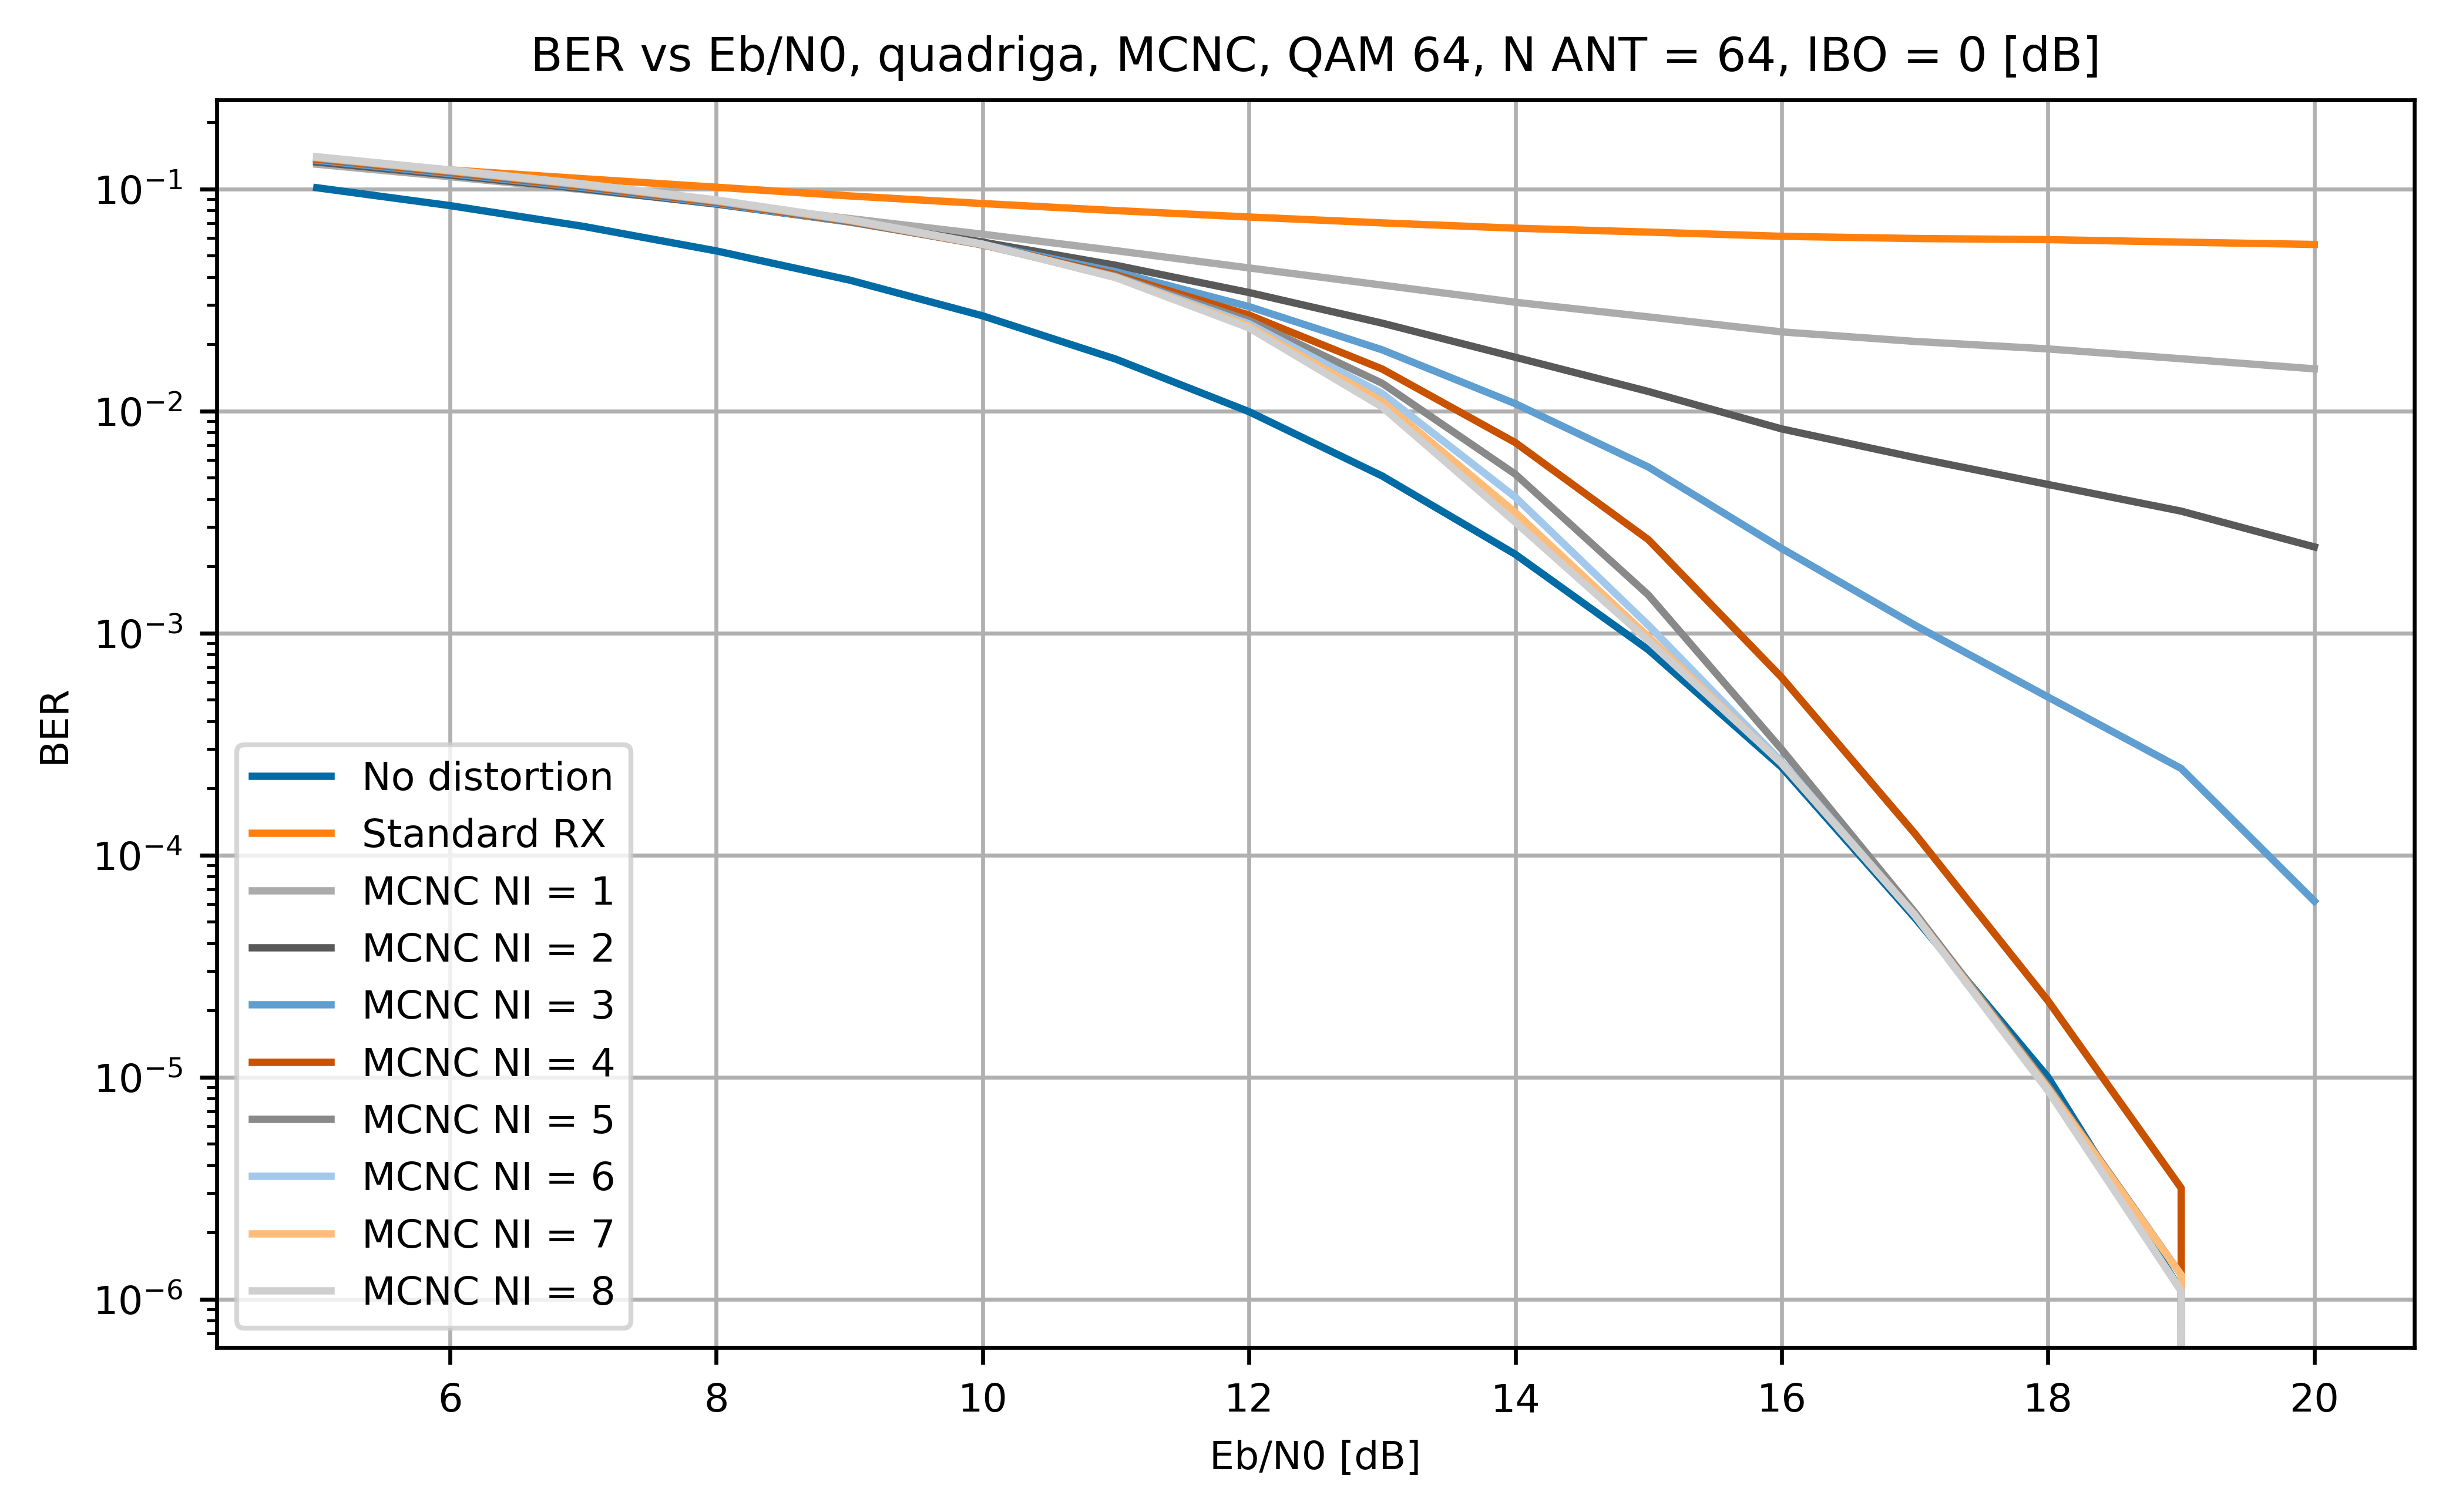 BER vs Eb/N0, quadriga, MCNC, QAM 64, N ANT = 64, IBO = 0 [dB]
10⁻¹
10⁻²
10⁻³
10⁻⁴
10⁻⁵
10⁻⁶
BER
No distortion
Standard RX
MCNC NI = 1
MCNC NI = 2
MCNC NI = 3
MCNC NI = 4
MCNC NI = 5
MCNC NI = 6
MCNC NI = 7
MCNC NI = 8
6 8 10 12 14 16 18 20
Eb/N0 [dB]